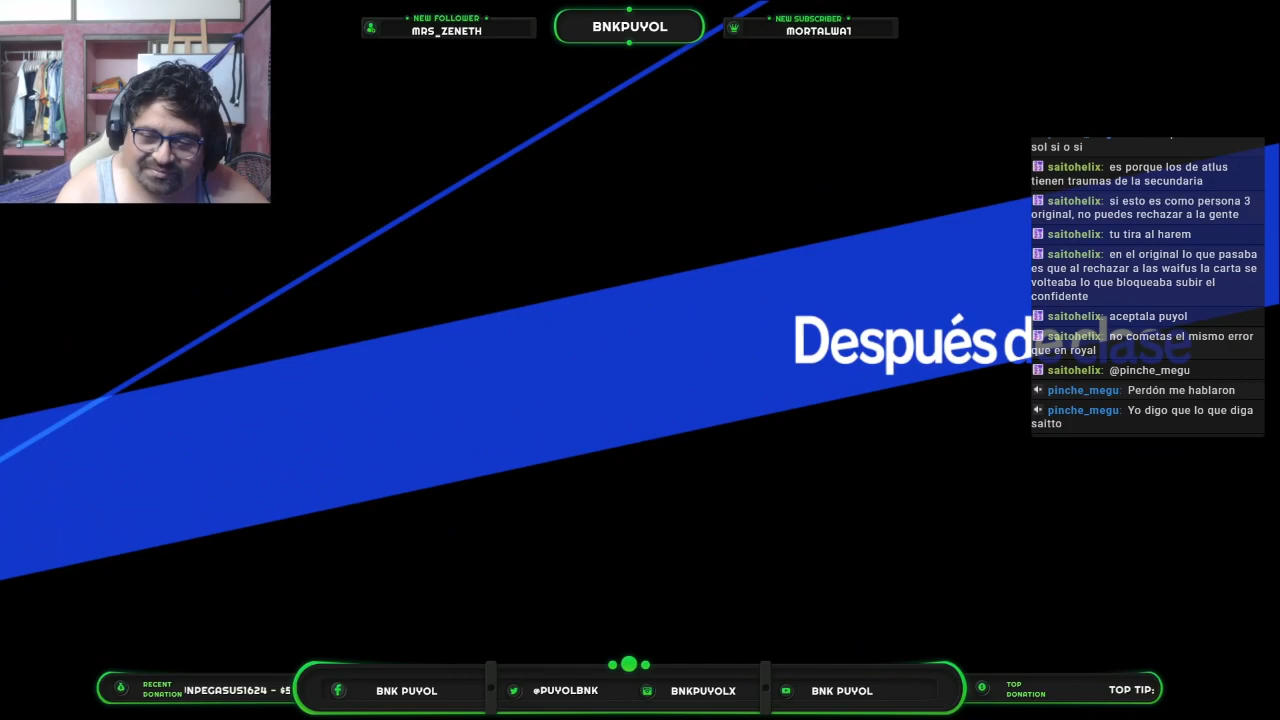 NEW FOLLOWER
MRS_ZENETH
BNKPUYOL
NEW SUBSCRIBER
MORTALWA7
sol si o si
saitohelix: es porque los de atlus
tienen traumas de la secundaria
saitohelix: si esto es como persona 3
original, no puedes rechazar a la gente
saitohelix: tu tira al harem
saitohelix: en el original lo que pasaba
es que al rechazar a las waifus la carta se
volteaba lo que bloqueaba subir el
confidente
saitohelix: aceptala puyol
saitohelix: no cometas el mismo error
que en royal
saitohelix: @pinche_megu
pinche_megu: Perdón me hablaron
pinche_megu: Yo digo que lo que diga
saitto
Después de clase
RECENT
DONATION
NPEGASUS1624 - $5
BNK PUYOL
@PUYOLBNK
BNKPUYOLX
BNK PUYOL
TOP
DONATION
TOP TIP: